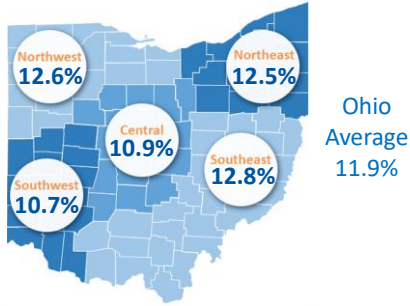 Northwest
12.6%
Northeast
12.5%
Central
10.9%
Southeast
12.8%
Southwest
10.7%
Ohio
Average
11.9%